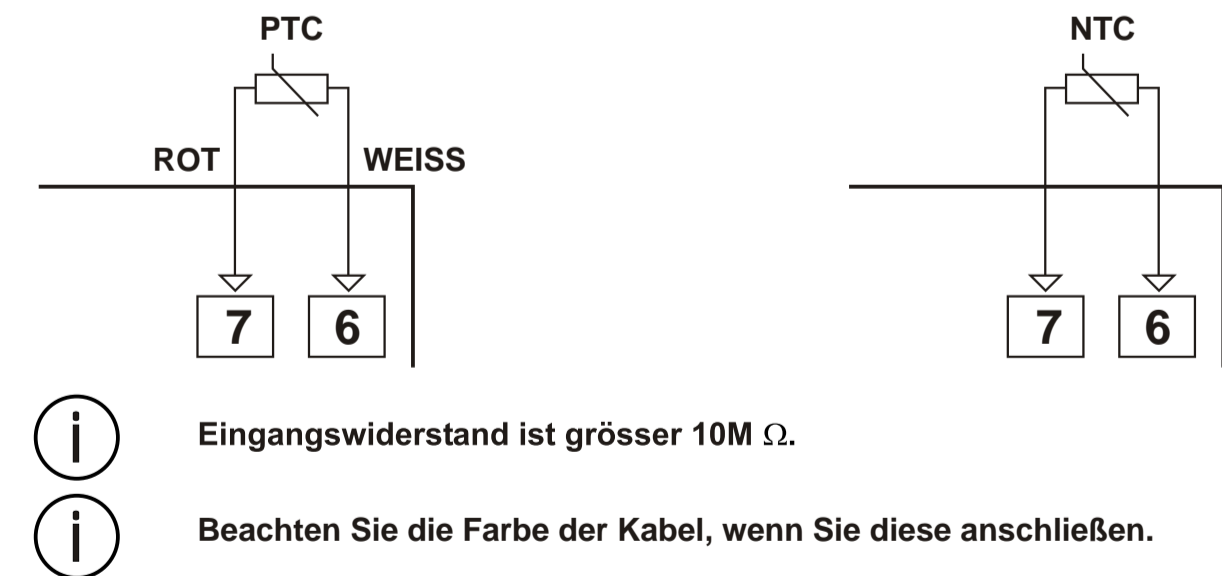 PTC NTC
ROT WEISS
7 6 7 6
i Eingangswiderstand ist grösser 10M Ω.
i Beachten Sie die Farbe der Kabel, wenn Sie diese anschließen.